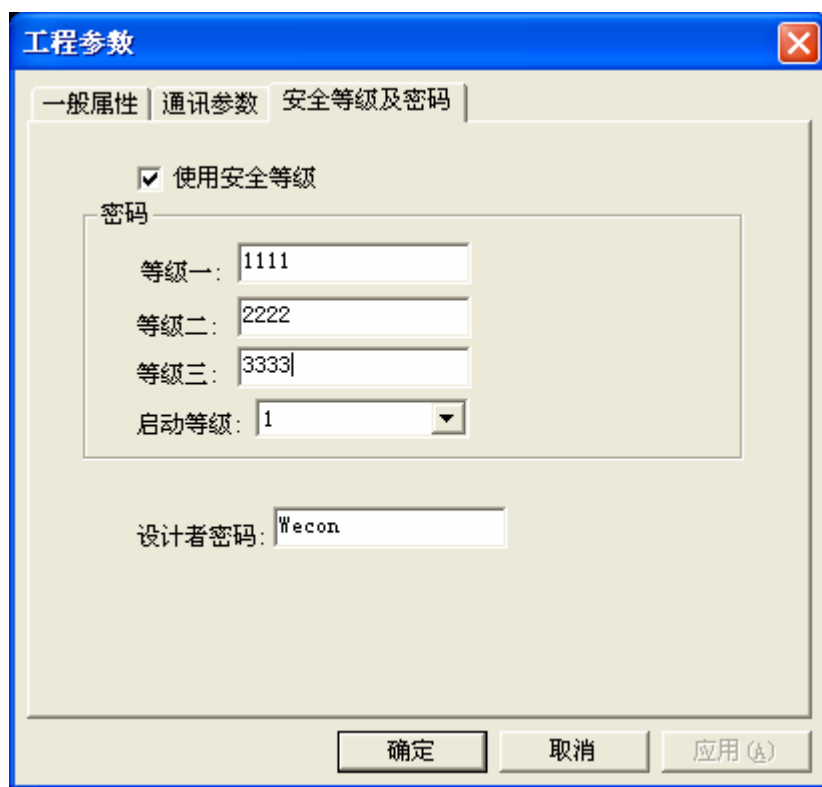 工程参数
一般属性 通讯参数 安全等级及密码
使用安全等级
密码
等级一: 1111
等级二: 2222
等级三: 3333
启动等级: 1
设计者密码: Wecon
确定 取消 应用(A)